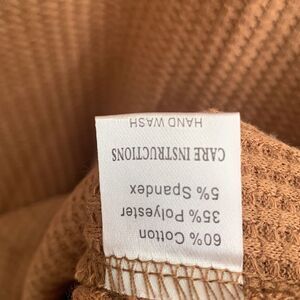 60% Cotton
35% Polyester
5% Spandex
CARE INSTRUCTIONS
HAND WASH